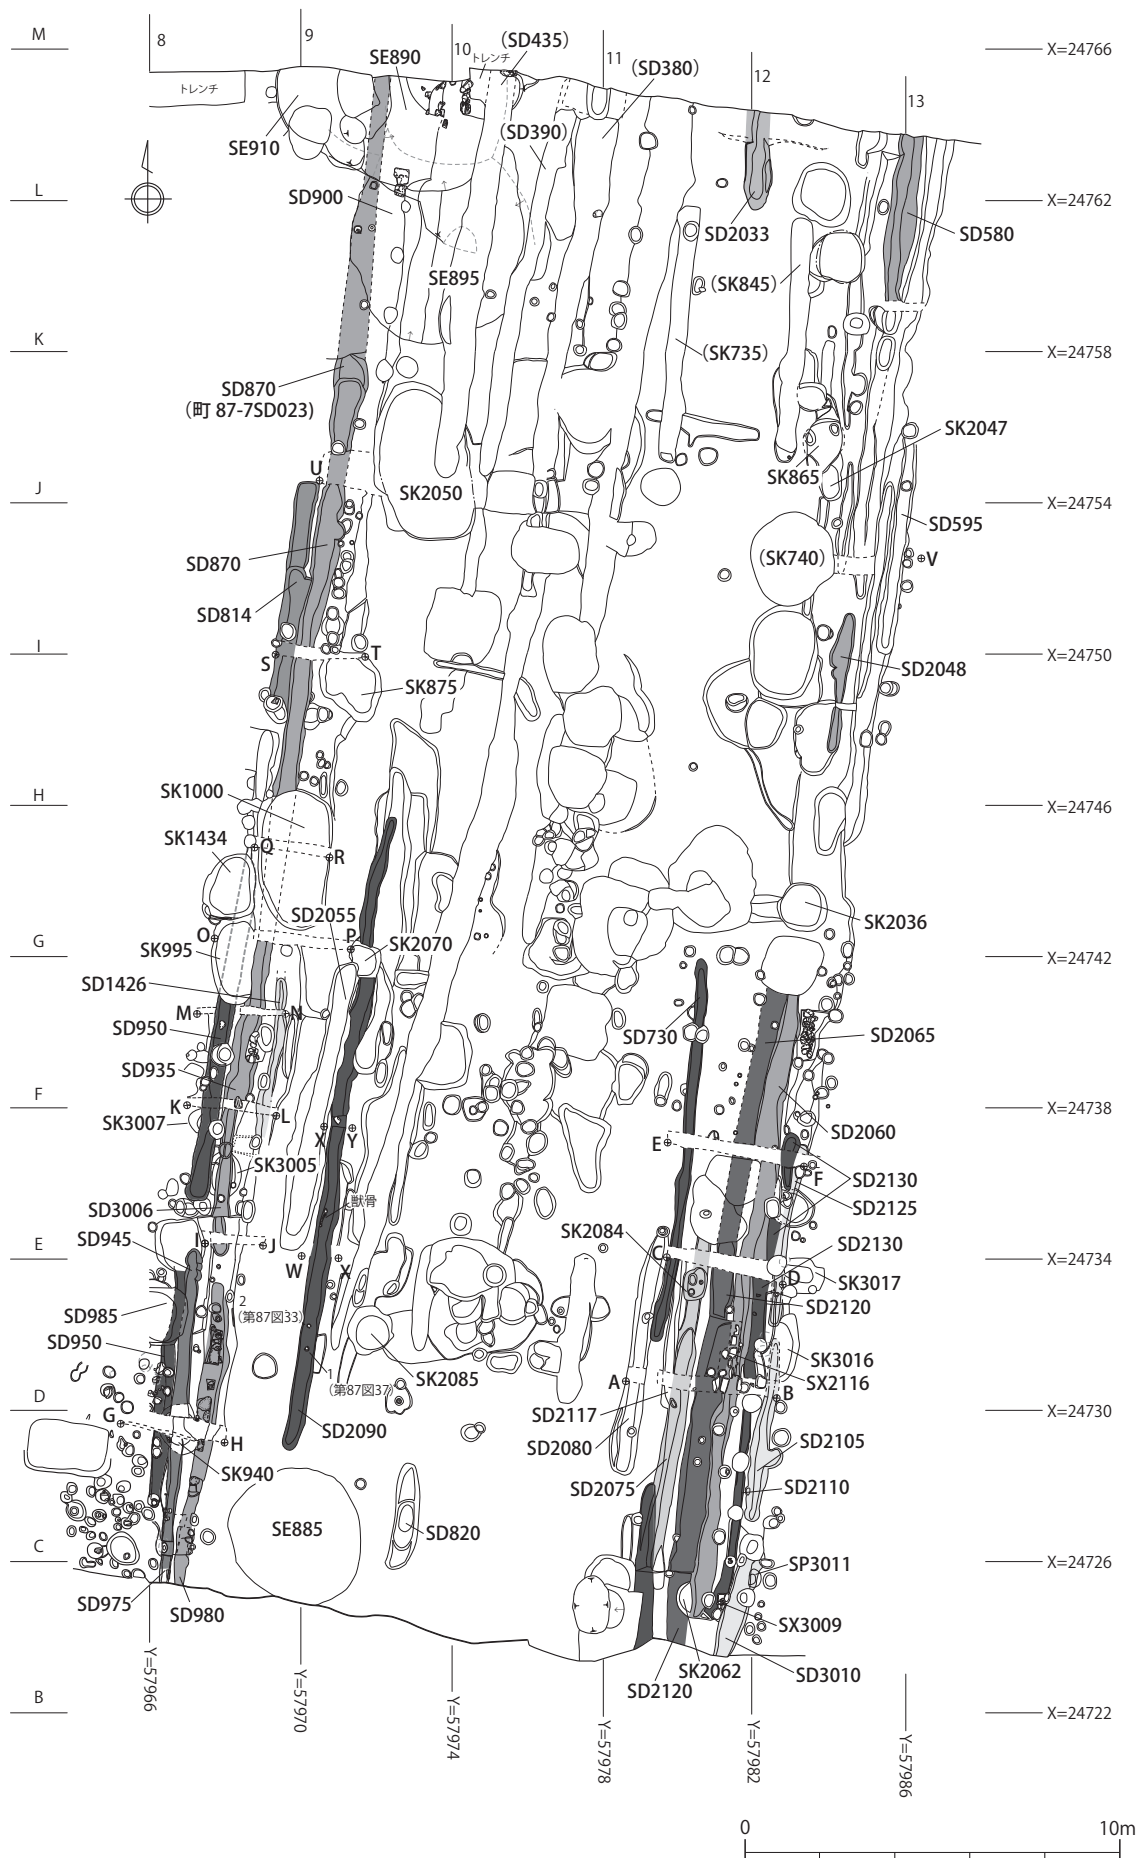 M
8
9
10
トレンチ
(SD435)
11
12
13
X=24766
SE890
(SD380)
トレンチ
(SD390)
SE910
L
SD900
SD2033
SD580
X=24762
SE895
(SK845)
K
(SK735)
X=24758
SD870
(町 87-7SD023)
SK2047
SK865
U
J
SK2050
X=24754
SD595
SD870
(SK740)
V
SD814
I
S
T
X=24750
SD2048
SK875
SK1000
H
X=24746
SK1434
Q
R
SD2055
SK2036
O
P
SK2070
SK995
G
X=24742
SD1426
M
N
SD950
SD730
SD2065
SD935
F
K
L
X=24738
SK3007
X
Y
E
SD2060
F
SK3005
獣骨
SD2130
SD3006
SD2125
SK2084
SD945
E
I
J
C
SD2130
X=24734
W
X
D
SK3017
SD985
2
(第87図33)
SD2120
SD950
SK3016
1
(第87図37)
SK2085
A
SX2116
B
D
G
SD2117
X=24730
H
SD2090
SD2080
SD2105
SK940
SD2075
SD2110
SE885
SD820
C
SP3011
X=24726
SD975
SD980
SX3009
SK2062
SD3010
SD2120
B
Y=57966
Y=57970
Y=57974
Y=57978
Y=57982
Y=57986
X=24722
0
10m